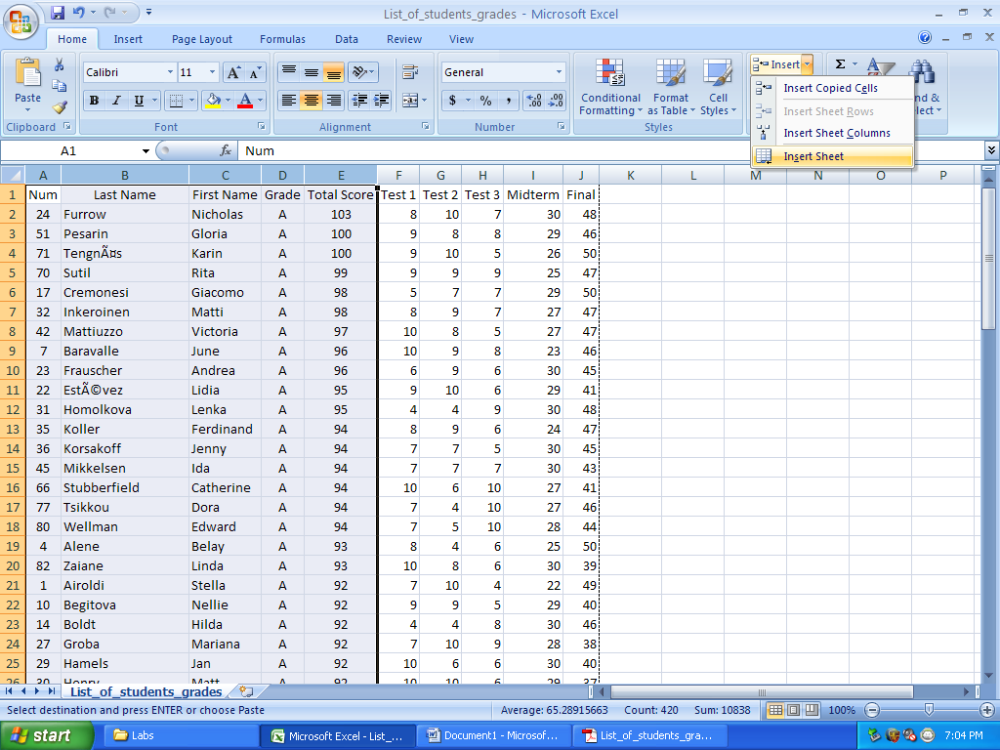 List_of_students_grades - Microsoft Excel
Home Insert Page Layout Formulas Data Review View
Calibri 11 General Insert Σ
Paste B I U $ % , Conditional Formatting Format as Table Cell Styles
Clipboard Font Alignment Number Styles
Insert Copied Cells
Insert Sheet Rows
Insert Sheet Columns
Insert Sheet
A1 fx Num
A B C D E F G H I J K L M N O P
1 Num Last Name First Name Grade Total Score Test 1 Test 2 Test 3 Midterm Final
2 24 Furrow Nicholas A 103 8 10 7 30 48
3 51 Pesarin Gloria A 100 9 8 8 29 46
4 71 TengnÃ¤s Karin A 100 9 10 5 26 50
5 70 Sutil Rita A 99 9 9 9 25 47
6 17 Cremonesi Giacomo A 98 5 7 7 29 50
7 32 Inkeroinen Matti A 98 8 9 7 27 47
8 42 Mattiuzzo Victoria A 97 10 8 5 27 47
9 7 Baravalle June A 96 10 9 8 23 46
10 23 Frauscher Andrea A 96 6 9 6 30 45
11 22 EstÃ©vez Lidia A 95 9 10 6 29 41
12 31 Homolkova Lenka A 95 4 4 9 30 48
13 35 Koller Ferdinand A 94 8 9 6 24 47
14 36 Korsakoff Jenny A 94 7 7 5 30 45
15 45 Mikkelsen Ida A 94 7 7 7 30 43
16 66 Stubberfield Catherine A 94 10 6 10 27 41
17 77 Tsikkou Dora A 94 7 4 10 27 46
18 80 Wellman Edward A 94 7 5 10 28 44
19 4 Alene Belay A 93 8 4 6 25 50
20 82 Zaiane Linda A 93 10 8 6 30 39
21 1 Airoldi Stella A 92 7 10 4 22 49
22 10 Begitova Nellie A 92 9 9 5 29 40
23 14 Boldt Hilda A 92 4 4 8 30 46
24 27 Groba Mariana A 92 7 10 9 28 38
25 29 Hamels Jan A 92 10 6 6 30 40
26 30 Henry Matt A 92 10 10 6 29 37
List_of_students_grades
Select destination and press ENTER or choose Paste Average: 65.28915663 Count: 420 Sum: 10838 100%
start Labs Microsoft Excel - List_... Document1 - Microsof... List_of_students_gra... 7:04 PM